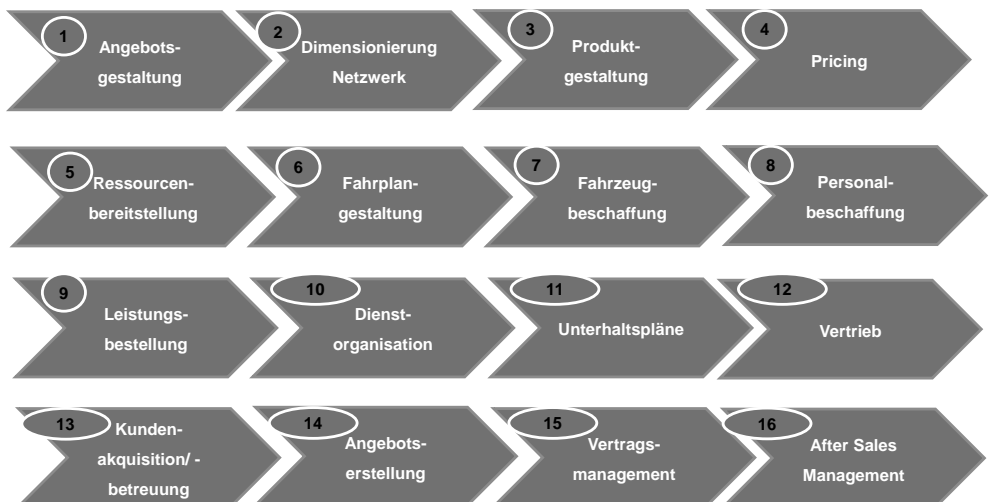 1
Angebots-
gestaltung
2
Dimensionierung
Netzwerk
3
Produkt-
gestaltung
4
Pricing
5
Ressourcen-
bereitstellung
6
Fahrplan-
gestaltung
7
Fahrzeug-
beschaffung
8
Personal-
beschaffung
9
Leistungs-
bestellung
10
Dienst-
organisation
11
Unterhaltspläne
12
Vertrieb
13
Kunden-
akquisition/ -
betreuung
14
Angebots-
erstellung
15
Vertrags-
management
16
After Sales
Management